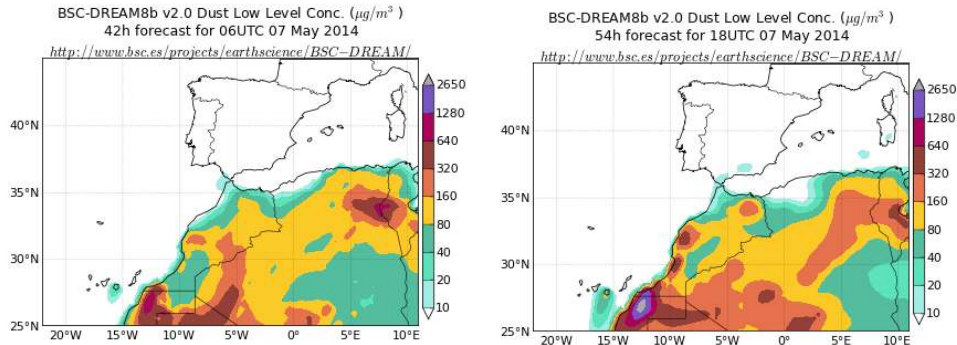 BSC-DREAM8b v2.0 Dust Low Level Conc. (μg/m³ )
42h forecast for 06UTC 07 May 2014
http://www.bsc.es/projects/earthscience/BSC−DREAM/
40°N
35°N
30°N
25°N
20°W
15°W
10°W
5°W
0°E
5°E
10°E
2650
1280
640
320
160
80
40
20
10
BSC-DREAM8b v2.0 Dust Low Level Conc. (μg/m³ )
54h forecast for 18UTC 07 May 2014
http://www.bsc.es/projects/earthscience/BSC−DREAM/
40°N
35°N
30°N
25°N
20°W
15°W
10°W
5°W
0°E
5°E
10°E
2650
1280
640
320
160
80
40
20
10